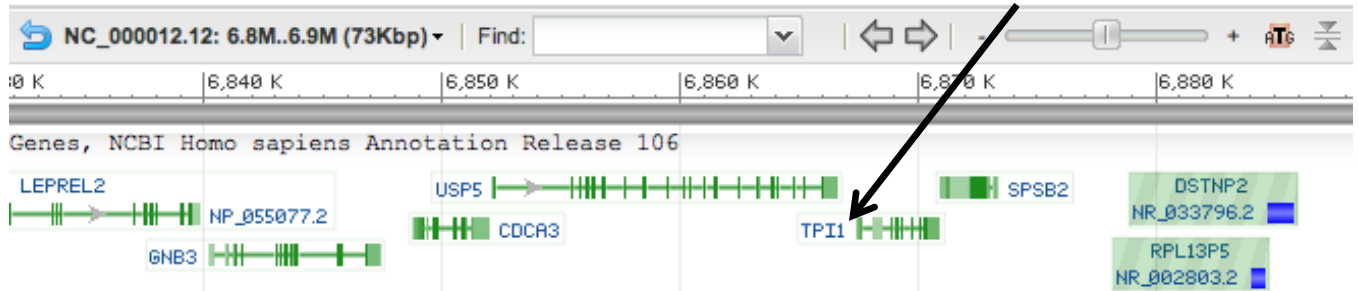 NC_000012.12: 6.8M..6.9M (73Kbp) Find: - + ATG
0 K 6,840 K 6,850 K 6,860 K 6,870 K 6,880 K
Genes, NCBI Homo sapiens Annotation Release 106
LEPREL2 USP5 SPSB2 DSTNP2
NP_055077.2 CDCA3 TPI1 NR_033796.2
GNB3 RPL13P5
NR_002803.2